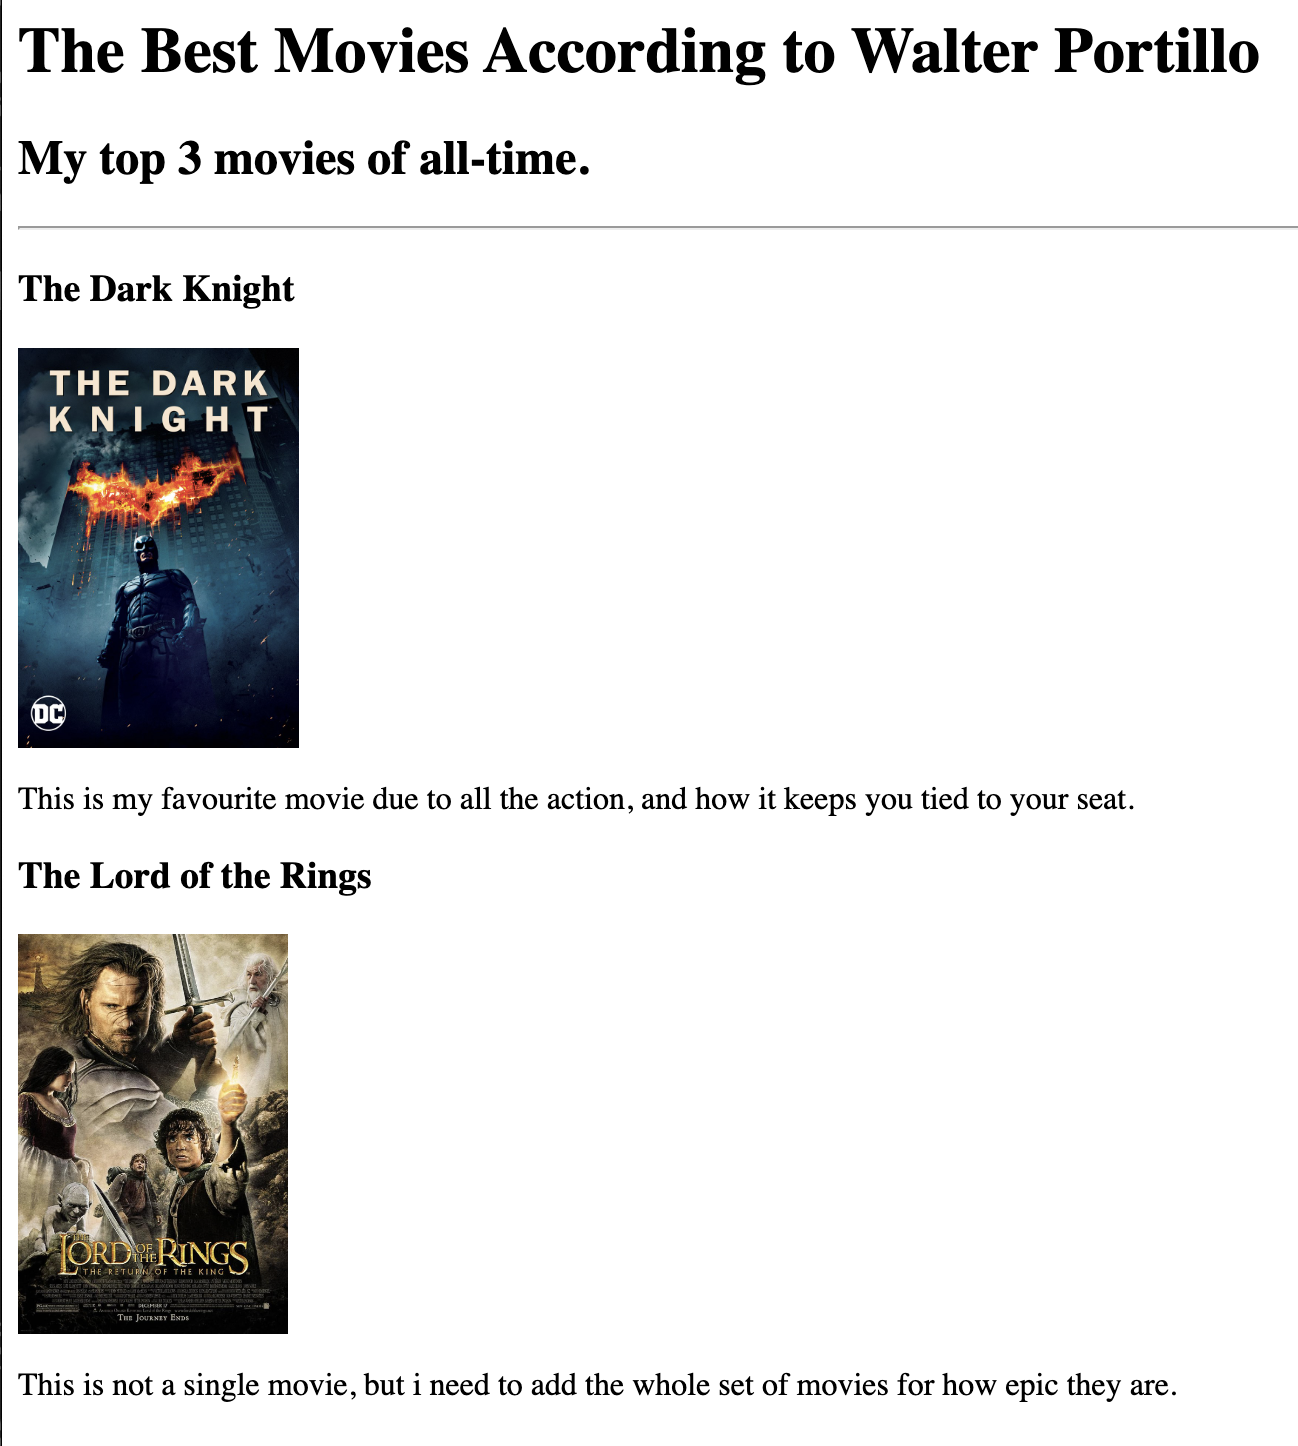 The Best Movies According to Walter Portillo
My top 3 movies of all-time.
The Dark Knight
THE DARK
KNIGHT
DC
This is my favourite movie due to all the action, and how it keeps you tied to your seat.
The Lord of the Rings
THE
LORD OF THE RINGS
THE RETURN OF THE KING
DECEMBER 17
THE JOURNEY ENDS
This is not a single movie, but i need to add the whole set of movies for how epic they are.